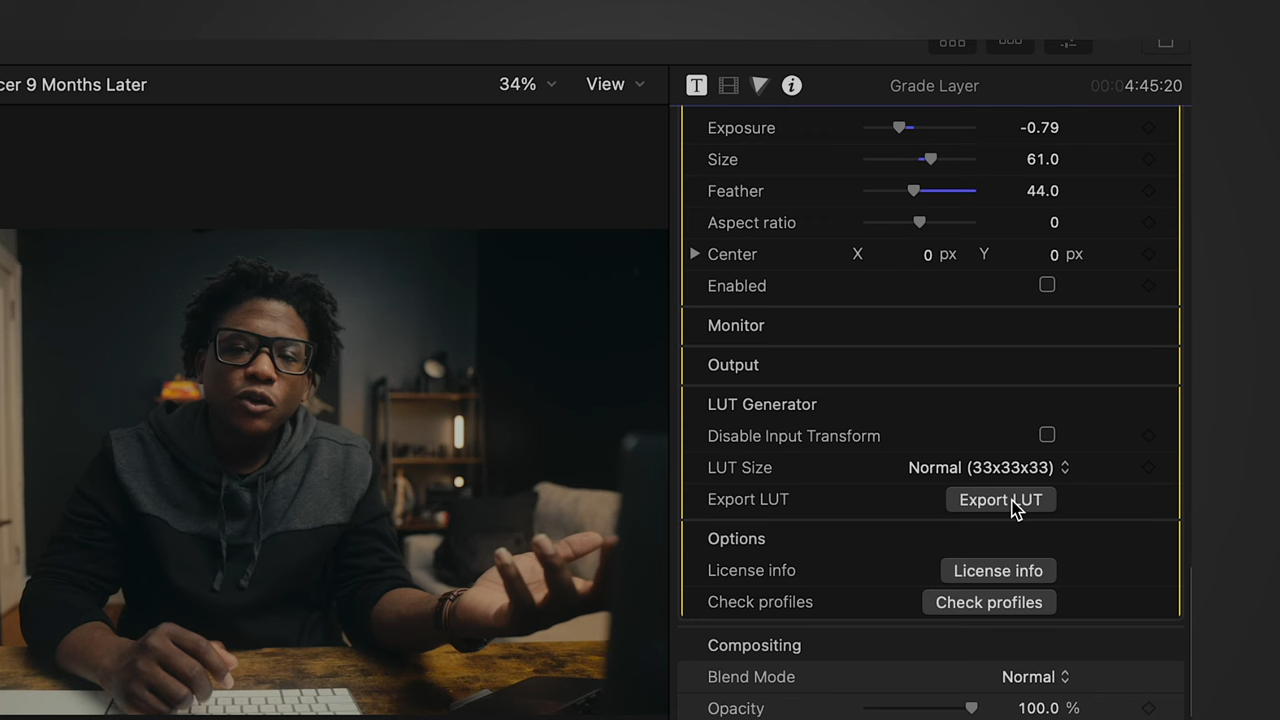 cer 9 Months Later 34% View T i Grade Layer 00:04:45:20
Exposure -0.79
Size 61.0
Feather 44.0
Aspect ratio 0
Center X 0 px Y 0 px
Enabled
Monitor
Output
LUT Generator
Disable Input Transform
LUT Size Normal (33x33x33)
Export LUT Export LUT
Options
License info License info
Check profiles Check profiles
Compositing
Blend Mode Normal
Opacity 100.0 %